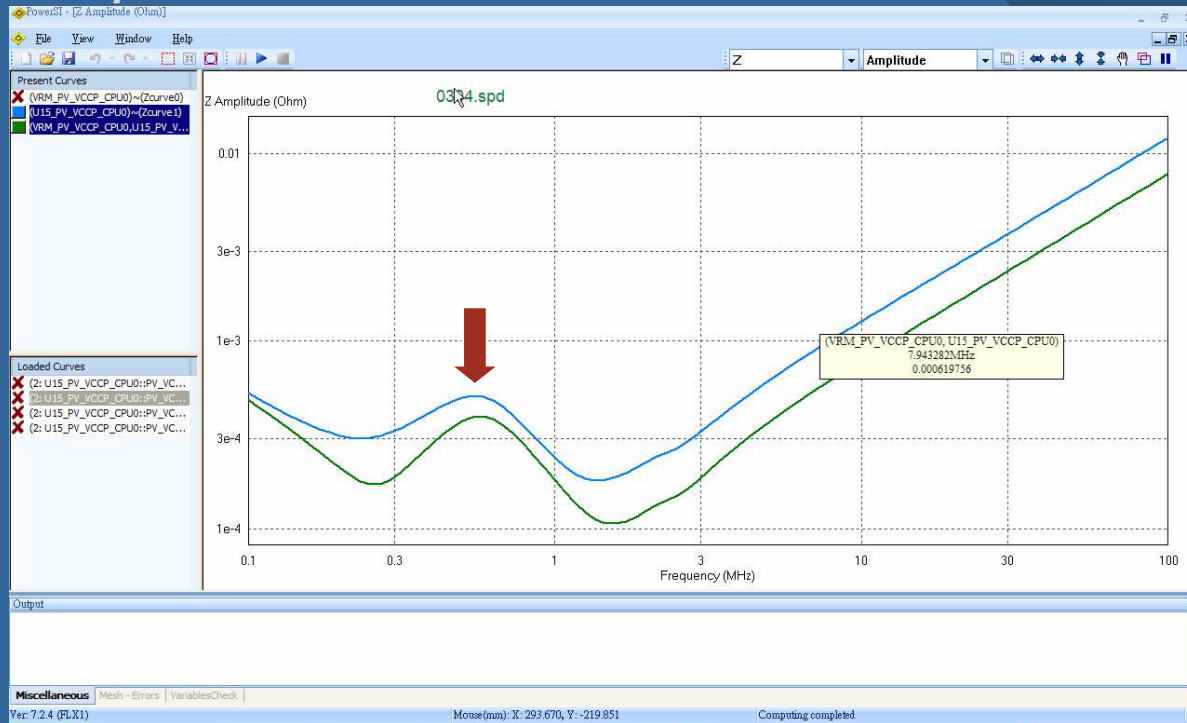 PowerSI - [Z Amplitude (Ohm)]
File View Window Help
Z Amplitude
Present Curves
(VRM_PV_VCCP_CPU0)~(Zcurve0)
(U15_PV_VCCP_CPU0)~(Zcurve1)
(VRM_PV_VCCP_CPU0,U15_PV_V...
Loaded Curves
(2: U15_PV_VCCP_CPU0::PV_VC...
(2: U15_PV_VCCP_CPU0::PV_VC...
(2: U15_PV_VCCP_CPU0::PV_VC...
(2: U15_PV_VCCP_CPU0::PV_VC...
Z Amplitude (Ohm)
0.01
3e-3
1e-3
3e-4
1e-4
(VRM_PV_VCCP_CPU0, U15_PV_VCCP_CPU0)
7.943282MHz
0.000619756
0.1 0.3 1 3 10 30 100
Frequency (MHz)
Output
Miscellaneous Mesh - Errors VariablesCheck
Ver: 7.2.4 (FLX1) Mouse(mm): X: 293.670, Y: -219.851 Computing completed